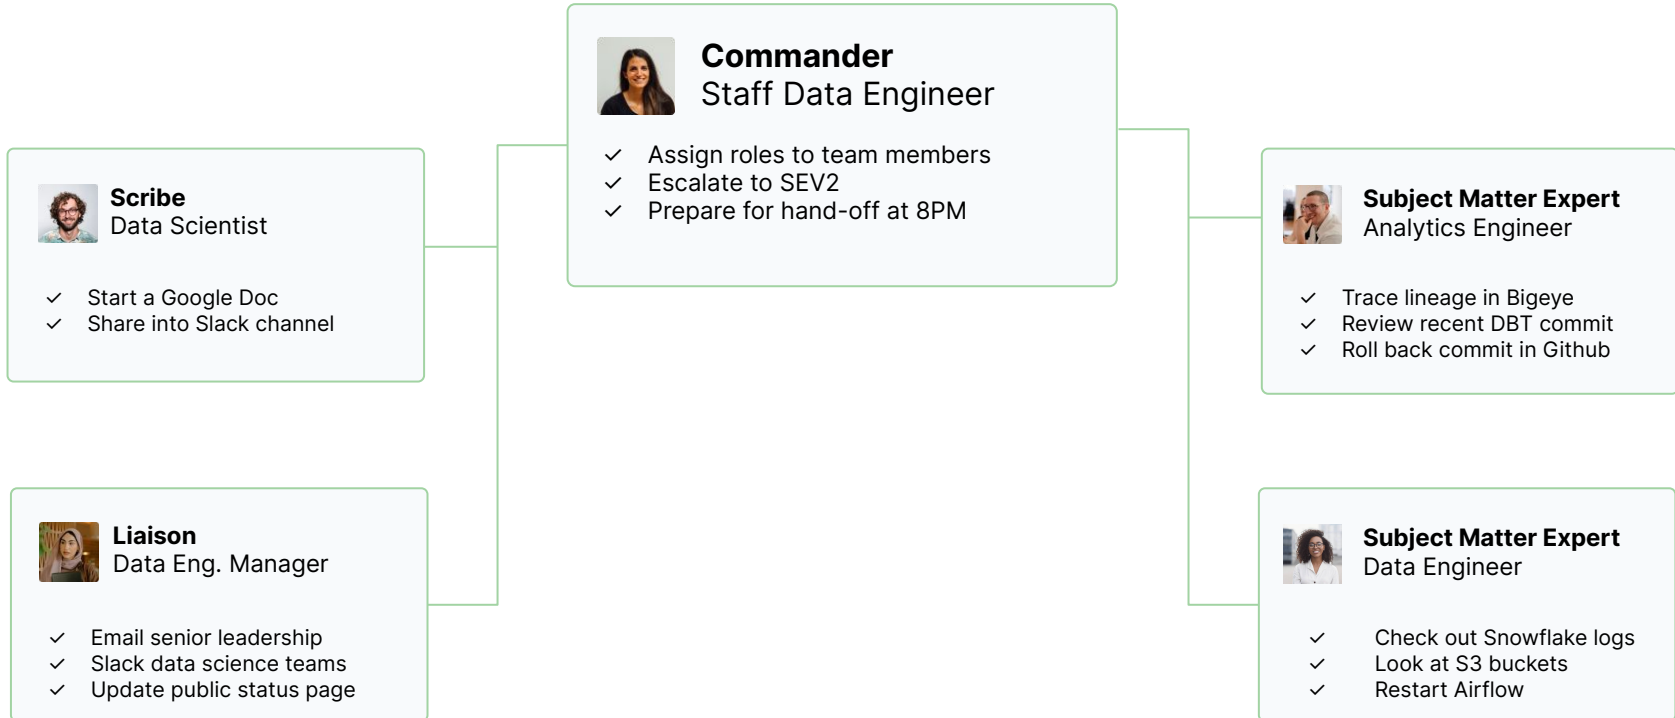 Commander
Staff Data Engineer
Assign roles to team members
Escalate to SEV2
Prepare for hand-off at 8PM
Scribe
Data Scientist
Start a Google Doc
Share into Slack channel
Subject Matter Expert
Analytics Engineer
Trace lineage in Bigeye
Review recent DBT commit
Roll back commit in Github
Liaison
Data Eng. Manager
Email senior leadership
Slack data science teams
Update public status page
Subject Matter Expert
Data Engineer
Check out Snowflake logs
Look at S3 buckets
Restart Airflow